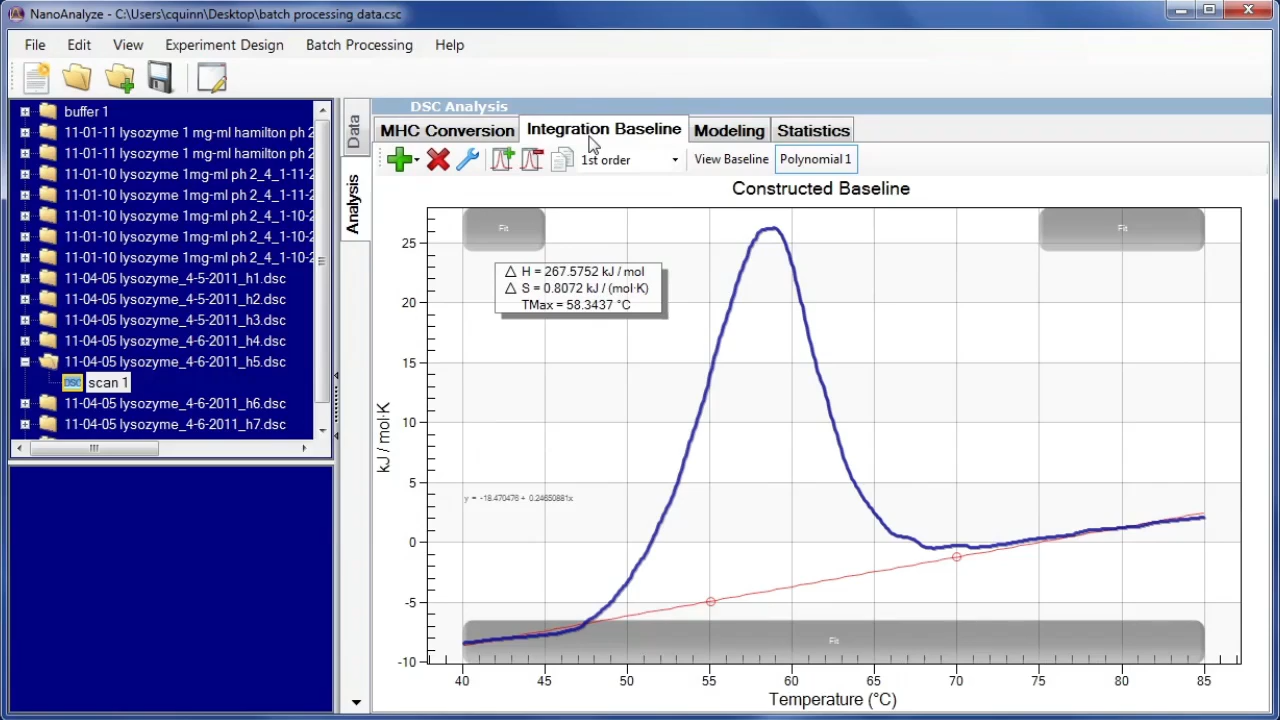 NanoAnalyze - C:\Users\cquinn\Desktop\batch processing data.csc
File Edit View Experiment Design Batch Processing Help
buffer 1
11-01-11 lysozyme 1 mg-ml hamilton ph 2
11-01-11 lysozyme 1 mg-ml hamilton ph 2
11-01-10 lysozyme 1mg-ml ph 2_4_1-11-2
11-01-10 lysozyme 1mg-ml ph 2_4_1-11-2
11-01-10 lysozyme 1mg-ml ph 2_4_1-10-2
11-01-10 lysozyme 1mg-ml ph 2_4_1-10-2
11-01-10 lysozyme 1mg-ml ph 2_4_1-10-2
11-04-05 lysozyme_4-5-2011_h1.dsc
11-04-05 lysozyme_4-5-2011_h2.dsc
11-04-05 lysozyme_4-5-2011_h3.dsc
11-04-05 lysozyme_4-6-2011_h4.dsc
11-04-05 lysozyme_4-6-2011_h5.dsc
DSC scan 1
11-04-05 lysozyme_4-6-2011_h6.dsc
11-04-05 lysozyme_4-6-2011_h7.dsc
Data
Analysis
DSC Analysis
MHC Conversion Integration Baseline Modeling Statistics
1st order View Baseline Polynomial 1
Constructed Baseline
Fit Fit
△ H = 267.5752 kJ / mol
△ S = 0.8072 kJ / (mol·K)
TMax = 58.3437 °C
y = -18.470476 + 0.24650881x
Fit
kJ / mol·K
25
20
15
10
5
0
-5
-10
40 45 50 55 60 65 70 75 80 85
Temperature (°C)